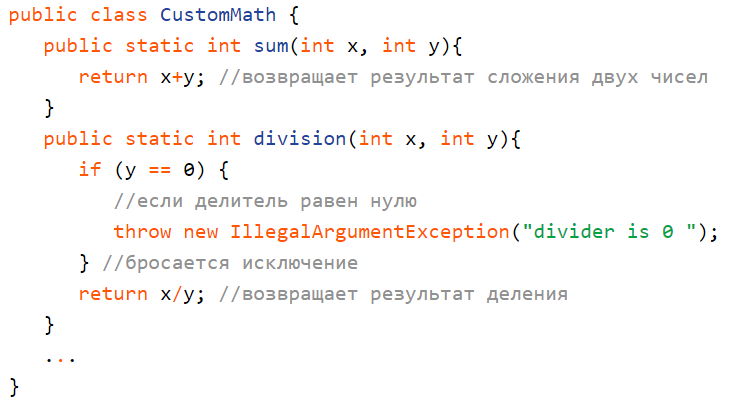 public class CustomMath {
public static int sum(int x, int y){
return x+y; //возвращает результат сложения двух чисел
}
public static int division(int x, int y){
if (y == 0) {
//если делитель равен нулю
throw new IllegalArgumentException("divider is 0 ");
} //бросается исключение
return x/y; //возвращает результат деления
}
...
}